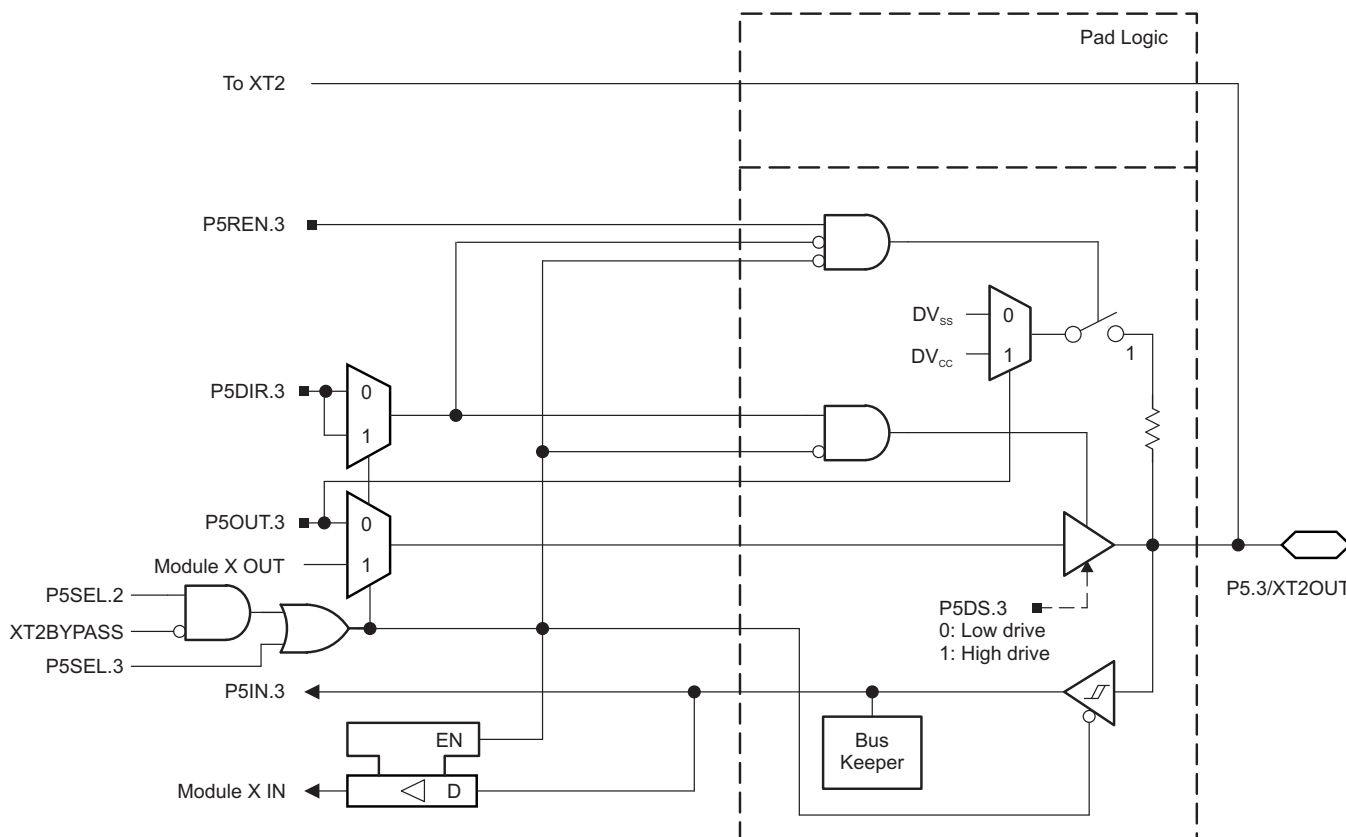 Pad Logic
To XT2
P5REN.3
DVSS
0
DVCC
1
1
P5DIR.3
0
1
P5OUT.3
0
Module X OUT
1
P5SEL.2
XT2BYPASS
P5SEL.3
P5.3/XT2OUT
P5DS.3
0: Low drive
1: High drive
P5IN.3
EN
Bus
Keeper
Module X IN
D